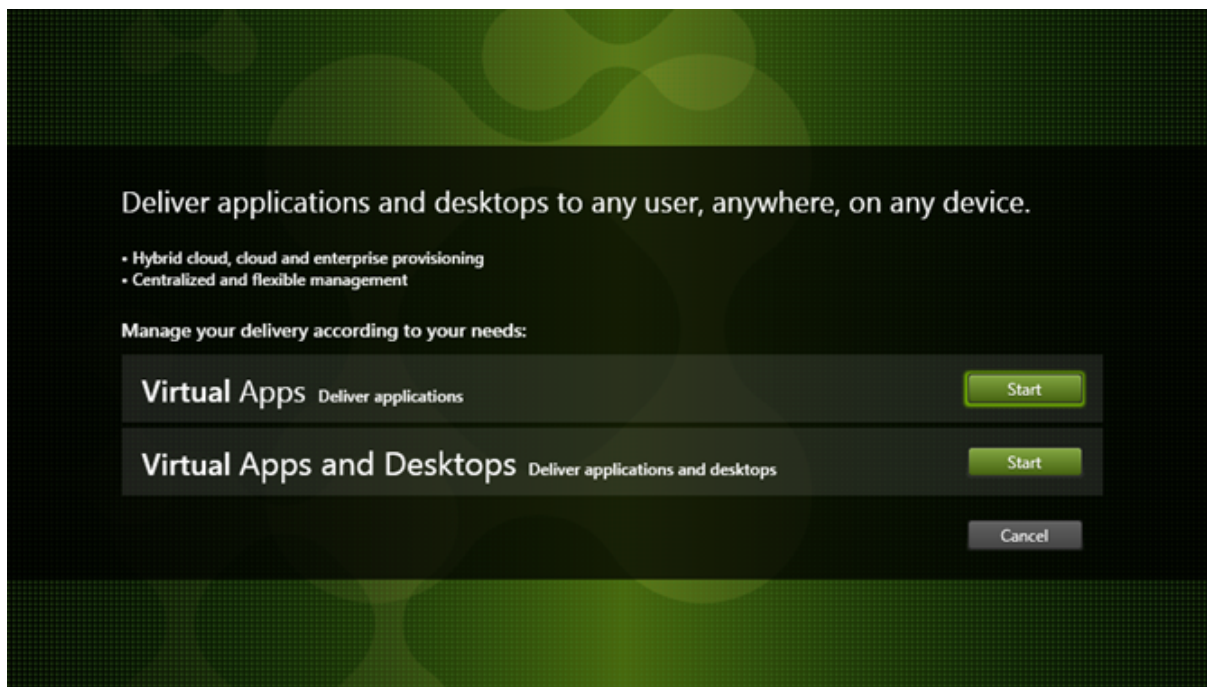 Deliver applications and desktops to any user, anywhere, on any device.
• Hybrid cloud, cloud and enterprise provisioning
• Centralized and flexible management
Manage your delivery according to your needs:
Virtual Apps Deliver applications Start
Virtual Apps and Desktops Deliver applications and desktops Start
Cancel